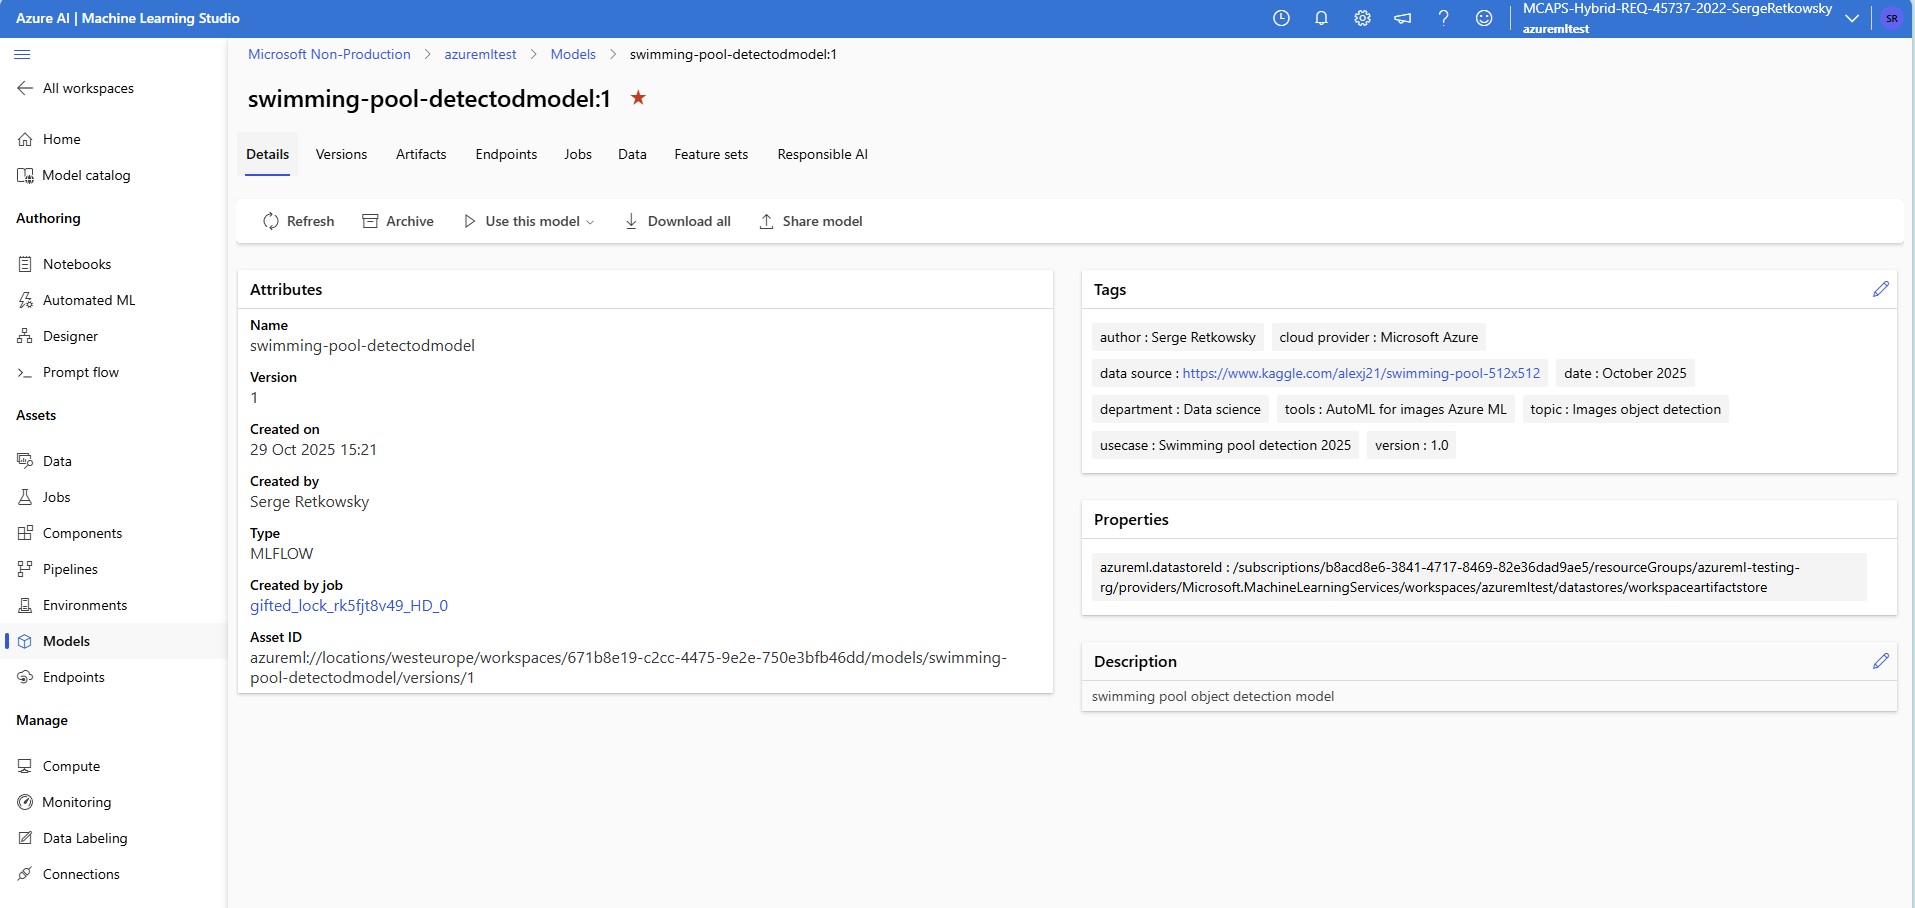 Azure AI | Machine Learning Studio
MCAPS-Hybrid-REQ-45737-2022-SergeRetkowsky
azuremltest
SR
All workspaces
Home
Model catalog
Authoring
Notebooks
Automated ML
Designer
Prompt flow
Assets
Data
Jobs
Components
Pipelines
Environments
Models
Endpoints
Manage
Compute
Monitoring
Data Labeling
Connections
Microsoft Non-Production > azuremltest > Models > swimming-pool-detectodmodel:1
swimming-pool-detectodmodel:1
Details Versions Artifacts Endpoints Jobs Data Feature sets Responsible AI
Refresh Archive Use this model Download all Share model
Attributes
Name
swimming-pool-detectodmodel
Version
1
Created on
29 Oct 2025 15:21
Created by
Serge Retkowsky
Type
MLFLOW
Created by job
gifted_lock_rk5fjt8v49_HD_0
Asset ID
azureml://locations/westeurope/workspaces/671b8e19-c2cc-4475-9e2e-750e3bfb46dd/models/swimming-
pool-detectodmodel/versions/1
Tags
author : Serge Retkowsky cloud provider : Microsoft Azure
data source : https://www.kaggle.com/alexj21/swimming-pool-512x512 date : October 2025
department : Data science tools : AutoML for images Azure ML topic : Images object detection
usecase : Swimming pool detection 2025 version : 1.0
Properties
azureml.datastoreId : /subscriptions/b8acd8e6-3841-4717-8469-82e36dad9ae5/resourceGroups/azureml-testing-
rg/providers/Microsoft.MachineLearningServices/workspaces/azuremltest/datastores/workspaceartifactstore
Description
swimming pool object detection model